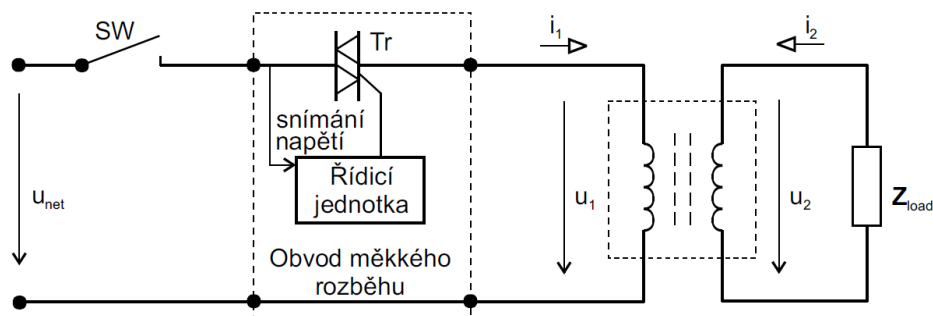 SW
Tr
i1
i2
snímání
napětí
Řídicí
jednotka
unet
u1
u2
Zload
Obvod měkkého
rozběhu